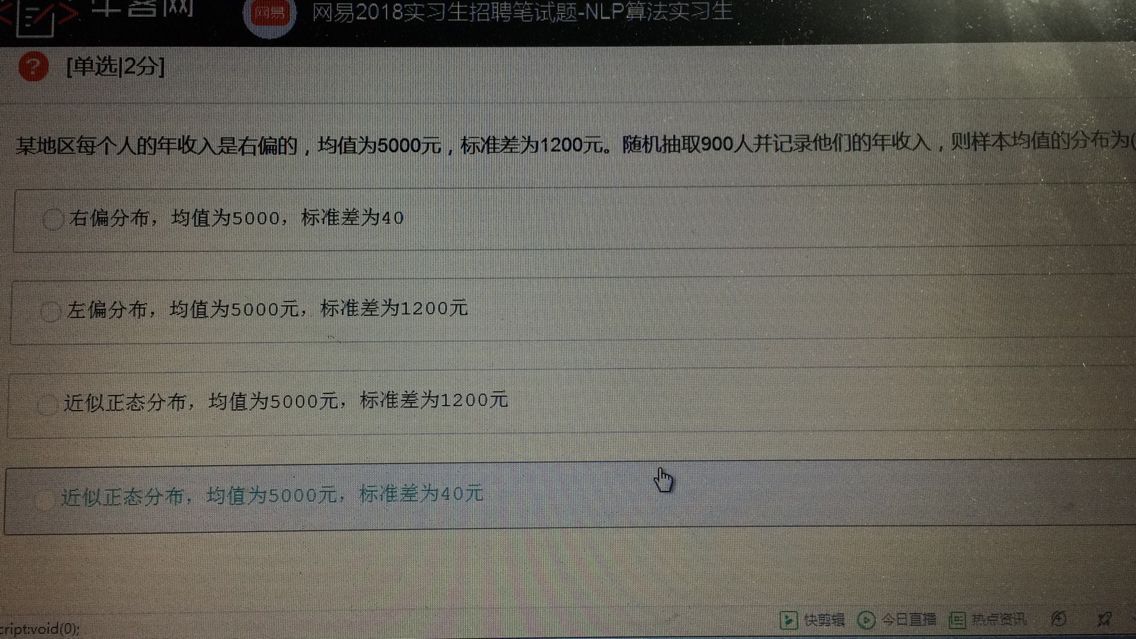 牛客网
网易
网易2018实习生招聘笔试题-NLP算法实习生
?
[单选|2分]
某地区每个人的年收入是右偏的，均值为5000元，标准差为1200元。随机抽取900人并记录他们的年收入，则样本均值的分布为(
右偏分布，均值为5000，标准差为40
左偏分布，均值为5000元，标准差为1200元
近似正态分布，均值为5000元，标准差为1200元
近似正态分布，均值为5000元，标准差为40元
cript:void(0);
快剪辑
今日直播
热点资讯